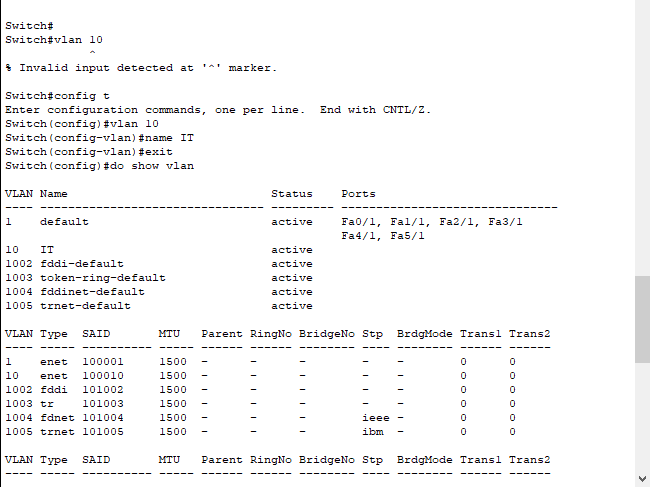 Switch#
Switch#vlan 10
^
% Invalid input detected at '^' marker.
Switch#config t
Enter configuration commands, one per line.  End with CNTL/Z.
Switch(config)#vlan 10
Switch(config-vlan)#name IT
Switch(config-vlan)#exit
Switch(config)#do show vlan
VLAN Name                             Status    Ports
---- -------------------------------- --------- -------------------------------
1    default                          active    Fa0/1, Fa1/1, Fa2/1, Fa3/1
                                                Fa4/1, Fa5/1
10   IT                               active
1002 fddi-default                     active
1003 token-ring-default               active
1004 fddinet-default                  active
1005 trnet-default                    active
VLAN Type  SAID       MTU   Parent RingNo BridgeNo Stp  BrdgMode Trans1 Trans2
---- ----- ---------- ----- ------ ------ -------- ---- -------- ------ ------
1    enet  100001     1500  -      -      -        -    -        0      0
10   enet  100010     1500  -      -      -        -    -        0      0
1002 fddi  101002     1500  -      -      -        -    -        0      0
1003 tr    101003     1500  -      -      -        -    -        0      0
1004 fdnet 101004     1500  -      -      -        ieee -        0      0
1005 trnet 101005     1500  -      -      -        ibm  -        0      0
VLAN Type  SAID       MTU   Parent RingNo BridgeNo Stp  BrdgMode Trans1 Trans2
---- ----- ---------- ----- ------ ------ -------- ---- -------- ------ ------